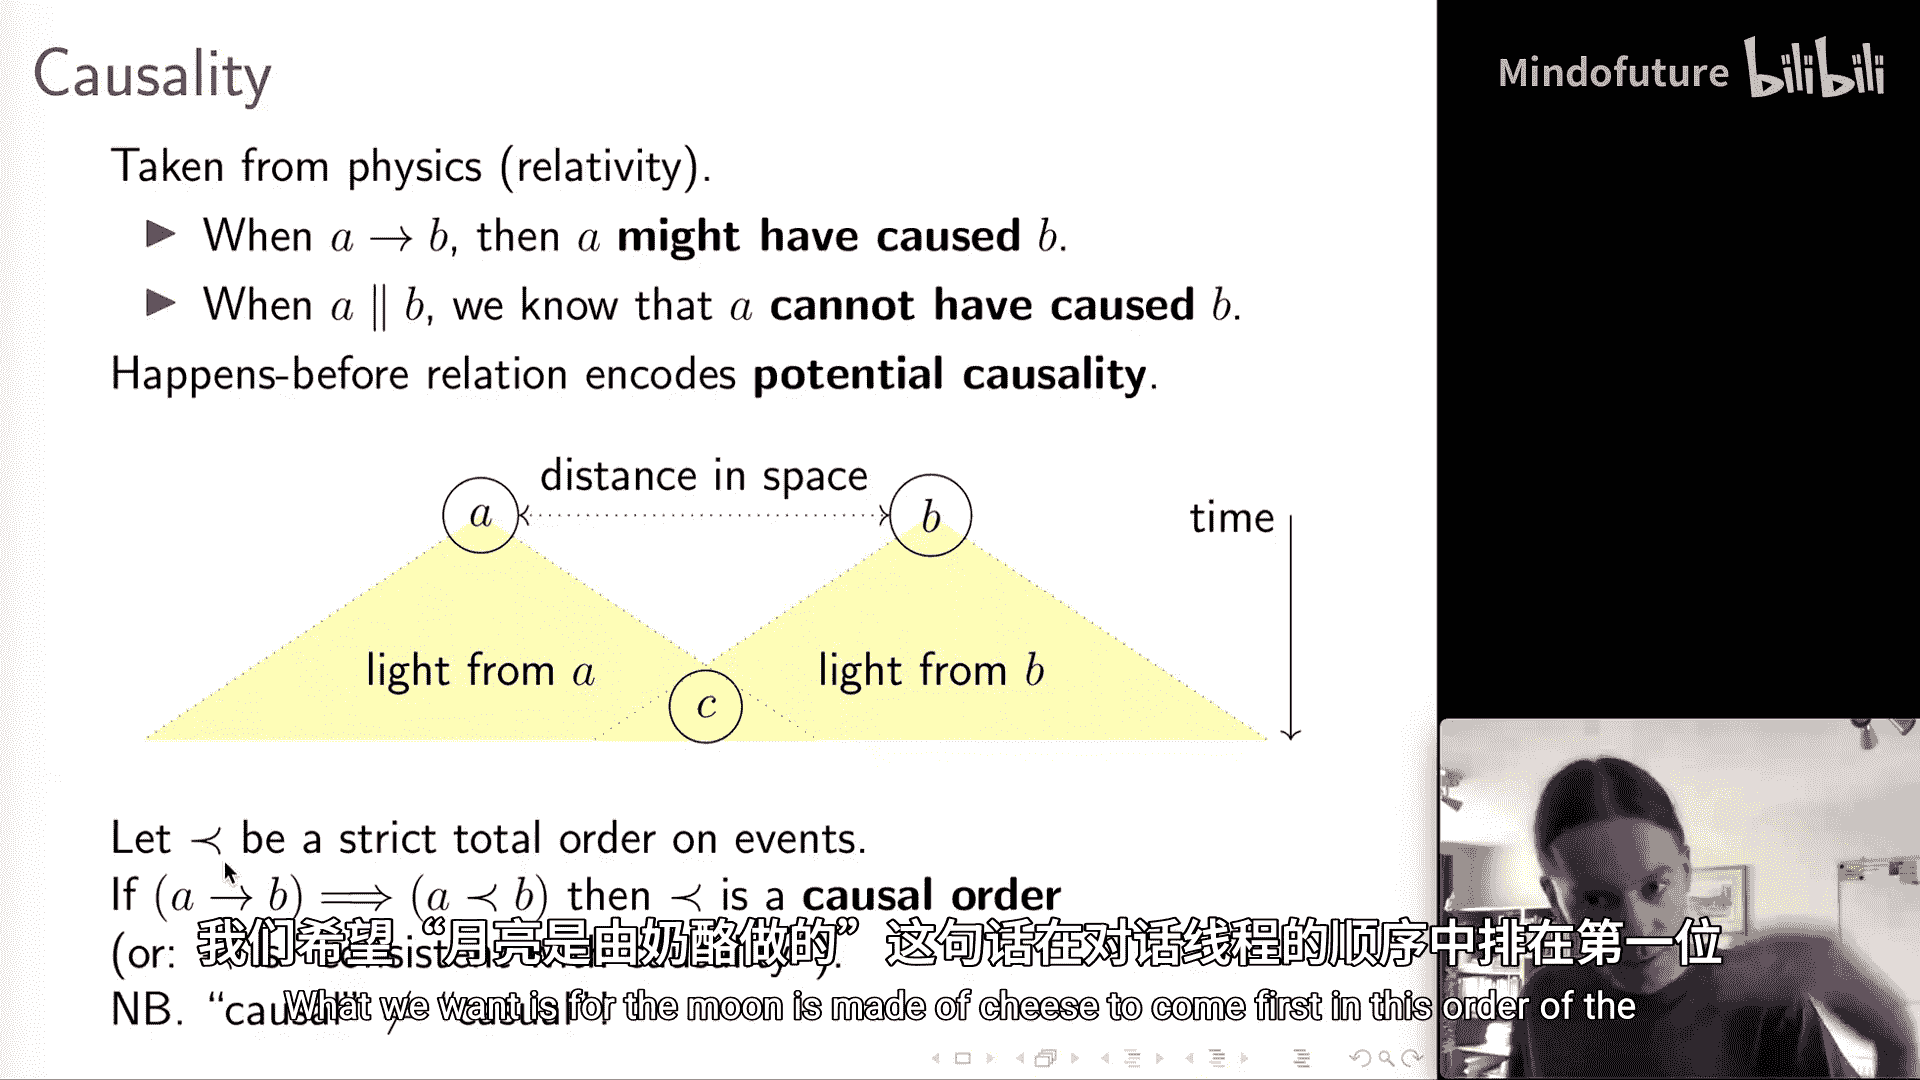 Causality
Mindofuture bilibili
Taken from physics (relativity).
▶ When a → b, then a might have caused b.
▶ When a ∥ b, we know that a cannot have caused b.
Happens-before relation encodes potential causality.
distance in space
a
b
time
light from a
light from b
c
Let ≺ be a strict total order on events.
If (a → b) ⟹ (a ≺ b) then ≺ is a causal order
(or:
我们希望“月亮是由奶酪做的”这句话在对话线程的顺序中排在第一位
NB. “causal” ≠ “casual”!
What we want is for the moon is made of cheese to come first in this order of the